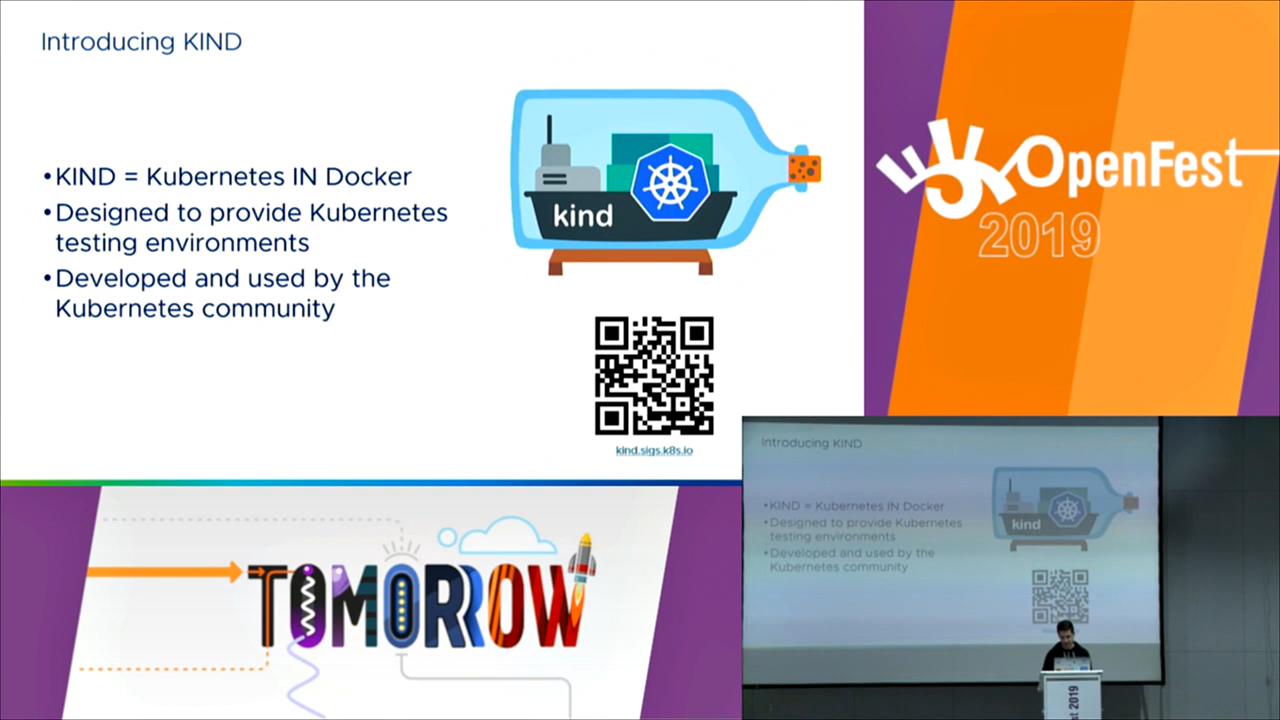 Introducing KIND
•KIND = Kubernetes IN Docker
•Designed to provide Kubernetes
testing environments
•Developed and used by the
Kubernetes community
kind
kind.sigs.k8s.io
OpenFest
2019
TOMORROW
Introducing KIND
•KIND = Kubernetes IN Docker
•Designed to provide Kubernetes
testing environments
•Developed and used by the
Kubernetes community
kind
st 2019